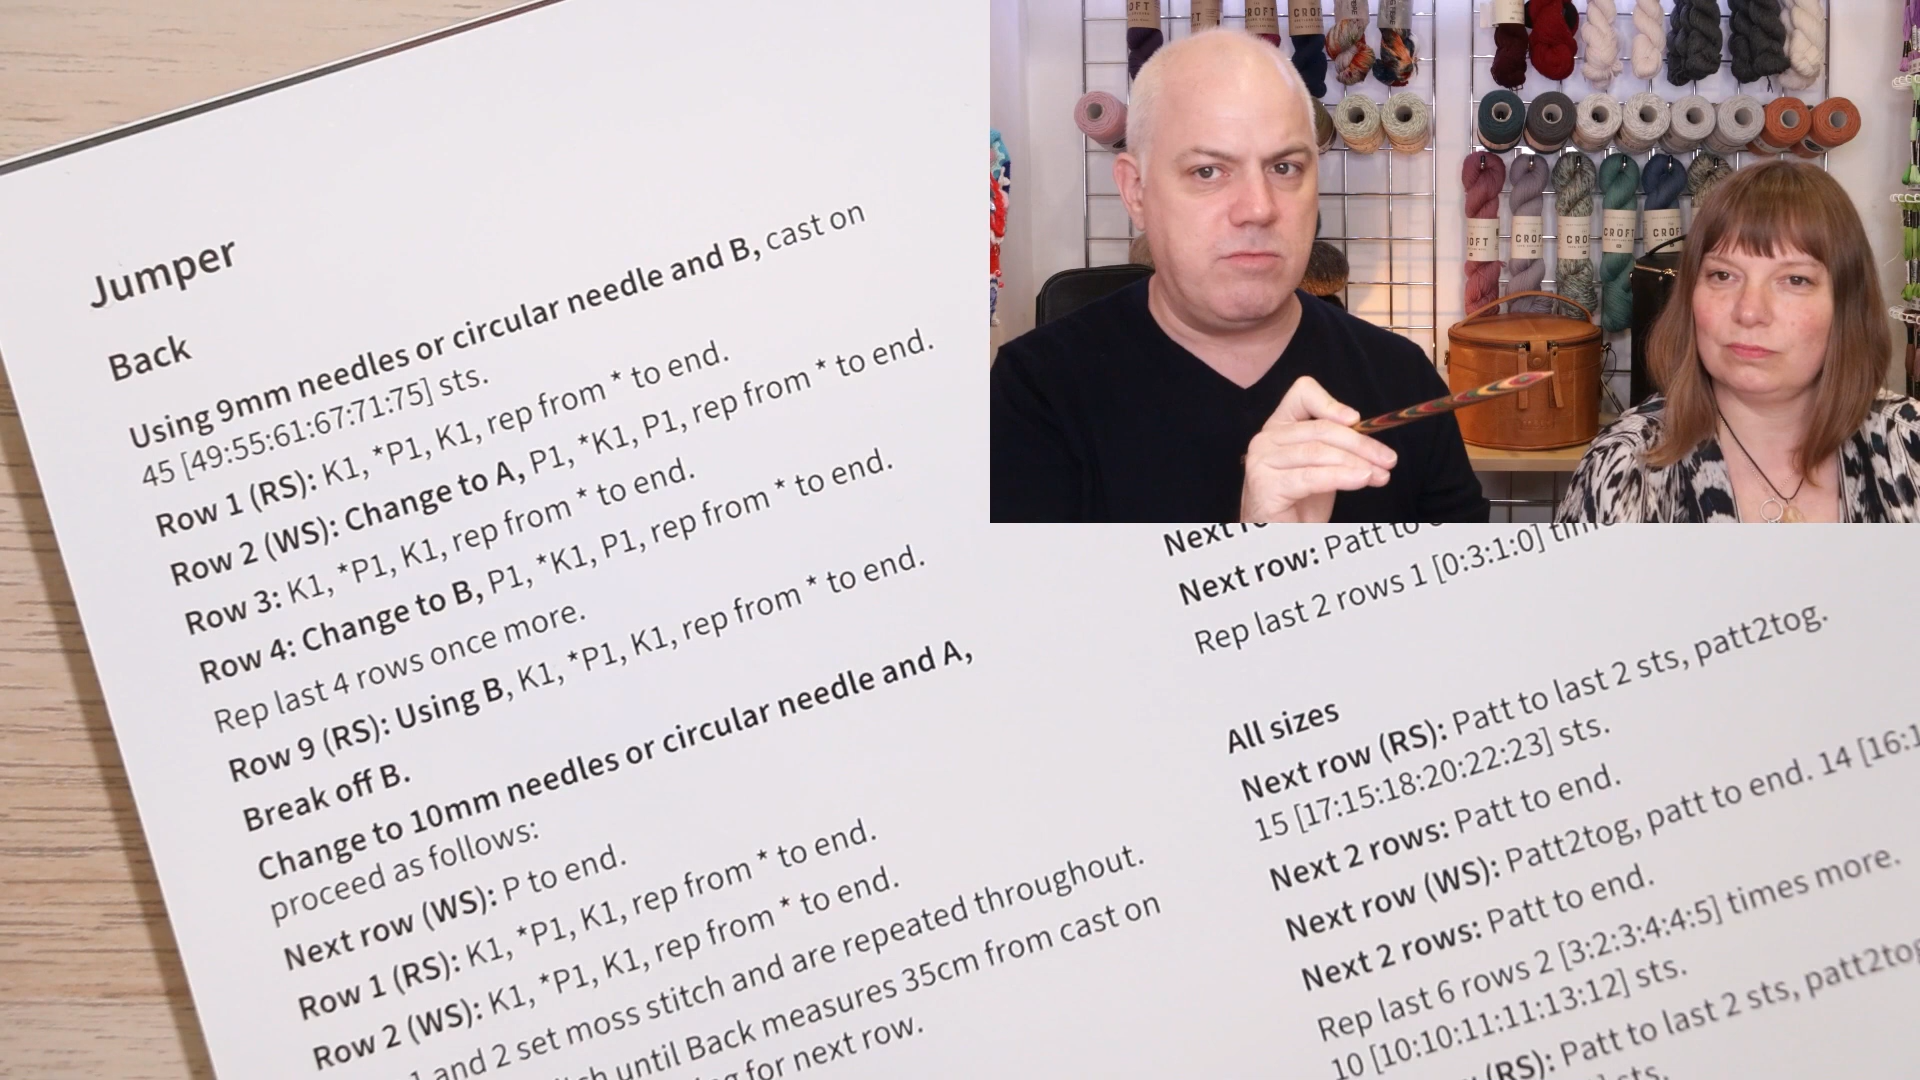 CROFT
CROFT
CROFT
CROFT
CROFT
CROFT
Jumper
Back
Using 9mm needles or circular needle and B, cast on
45 [49:55:61:67:71:75] sts.
Row 1 (RS): K1, *P1, K1, rep from * to end.
Row 2 (WS): Change to A, P1, *K1, P1, rep from * to end.
Row 3: K1, *P1, K1, rep from * to end.
Row 4: Change to B, P1, *K1, P1, rep from * to end.
Rep last 4 rows once more.
Row 9 (RS): Using B, K1, *P1, K1, rep from * to end.
Break off B.
Change to 10mm needles or circular needle and A,
proceed as follows:
Next row (WS): P to end.
Row 1 (RS): K1, *P1, K1, rep from * to end.
Row 2 (WS): K1, *P1, K1, rep from * to end.
and 2 set moss stitch and are repeated throughout.
until Back measures 35cm from cast on
for next row.
Next
Next row: Patt to
Rep last 2 rows 1 [0:3:1:0]
All sizes
Next row (RS): Patt to last 2 sts, patt2tog.
15 [17:15:18:20:22:23] sts.
Next 2 rows: Patt to end.
Next row (WS): Patt2tog, patt to end. 14 [16:
Next 2 rows: Patt to end.
Rep last 6 rows 2 [3:2:3:4:4:5] times more.
10 [10:10:11:11:13:12] sts.
(RS): Patt to last 2 sts, patt2tog
sts.